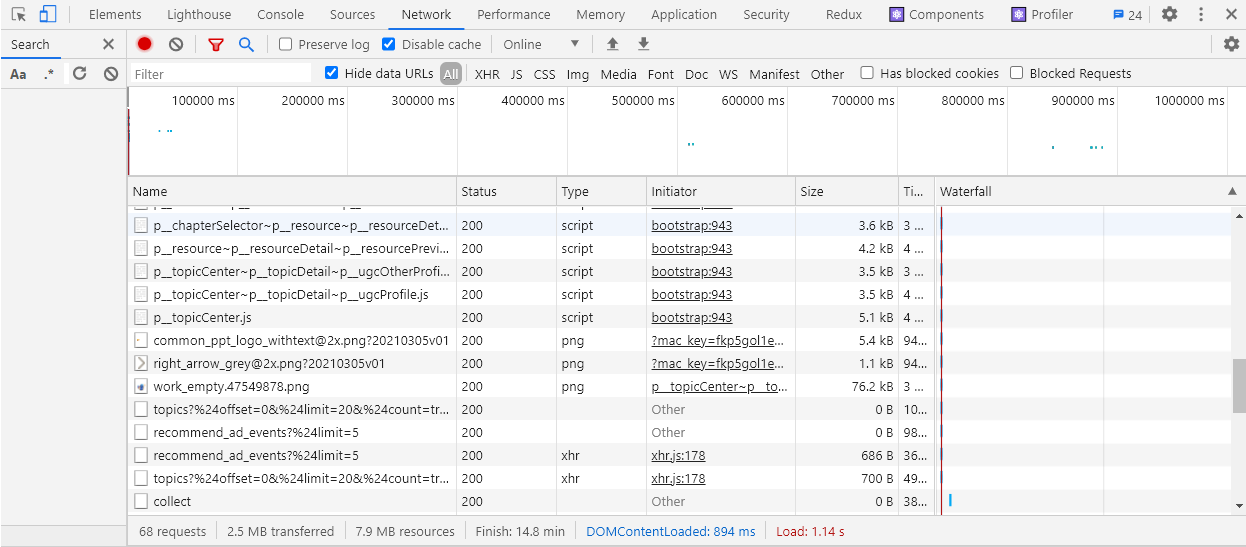 Elements Lighthouse Console Sources Network Performance Memory Application Security Redux Components Profiler 24
Search Preserve log Disable cache Online
Aa .* Filter Hide data URLs All XHR JS CSS Img Media Font Doc WS Manifest Other Has blocked cookies Blocked Requests
100000 ms 200000 ms 300000 ms 400000 ms 500000 ms 600000 ms 700000 ms 800000 ms 900000 ms 1000000 ms
Name Status Type Initiator Size Ti... Waterfall
p__chapterSelector~p__resource~p__resourceDet... 200 script bootstrap:943 3.6 kB 3 ...
p__resource~p__resourceDetail~p__resourcePrevi... 200 script bootstrap:943 4.2 kB 4 ...
p__topicCenter~p__topicDetail~p__ugcOtherProfi... 200 script bootstrap:943 3.5 kB 3 ...
p__topicCenter~p__topicDetail~p__ugcProfile.js 200 script bootstrap:943 3.5 kB 4 ...
p__topicCenter.js 200 script bootstrap:943 5.1 kB 4 ...
common_ppt_logo_withtext@2x.png?20210305v01 200 png ?mac_key=fkp5gol1e... 5.4 kB 94...
right_arrow_grey@2x.png?20210305v01 200 png ?mac_key=fkp5gol1e... 1.1 kB 94...
work_empty.47549878.png 200 png p__topicCenter~p__to... 76.2 kB 3 ...
topics?%24offset=0&%24limit=20&%24count=tr... 200 Other 0 B 10...
recommend_ad_events?%24limit=5 200 Other 0 B 98...
recommend_ad_events?%24limit=5 200 xhr xhr.js:178 686 B 36...
topics?%24offset=0&%24limit=20&%24count=tr... 200 xhr xhr.js:178 700 B 49...
collect 200 Other 0 B 38...
68 requests 2.5 MB transferred 7.9 MB resources Finish: 14.8 min DOMContentLoaded: 894 ms Load: 1.14 s